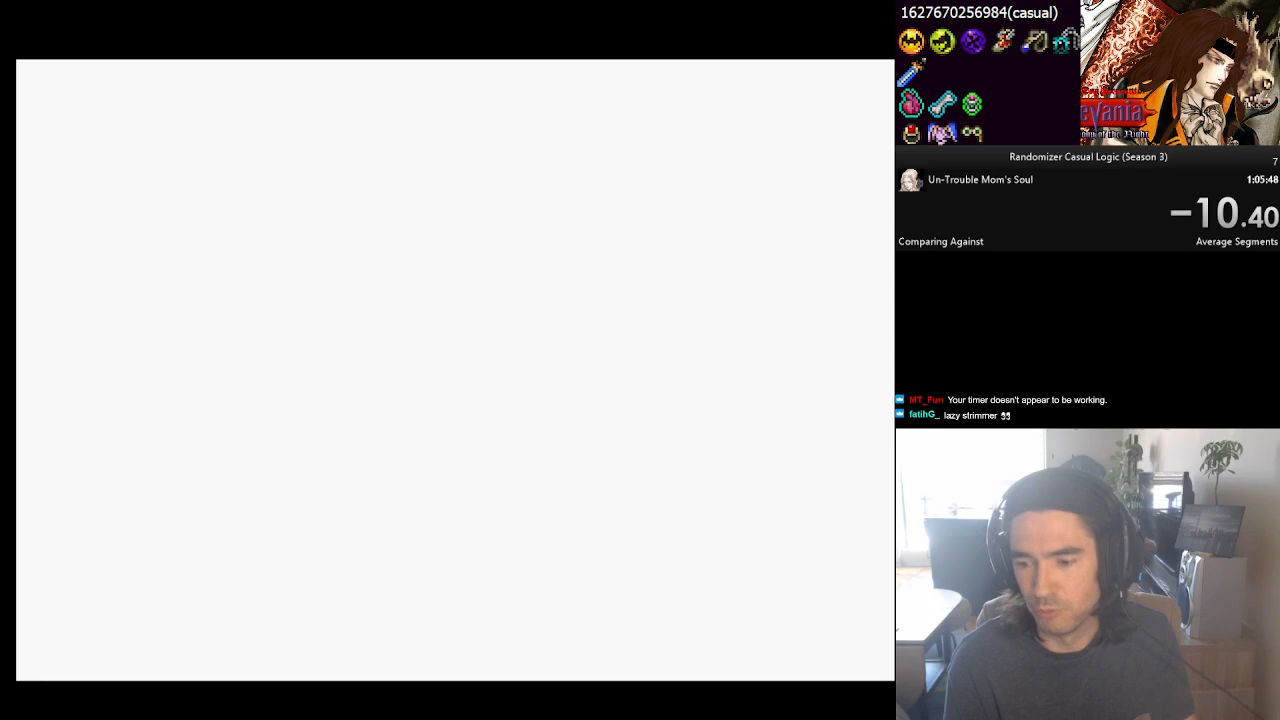 1627670256984(casual)
evania
Randomizer Casual Logic (Season 3)
7
Un-Trouble Mom's Soul
1:05:48
−10.40
Comparing Against
Average Segments
MT_Fun Your timer doesn't appear to be working.
fatihG_ lazy strimmer